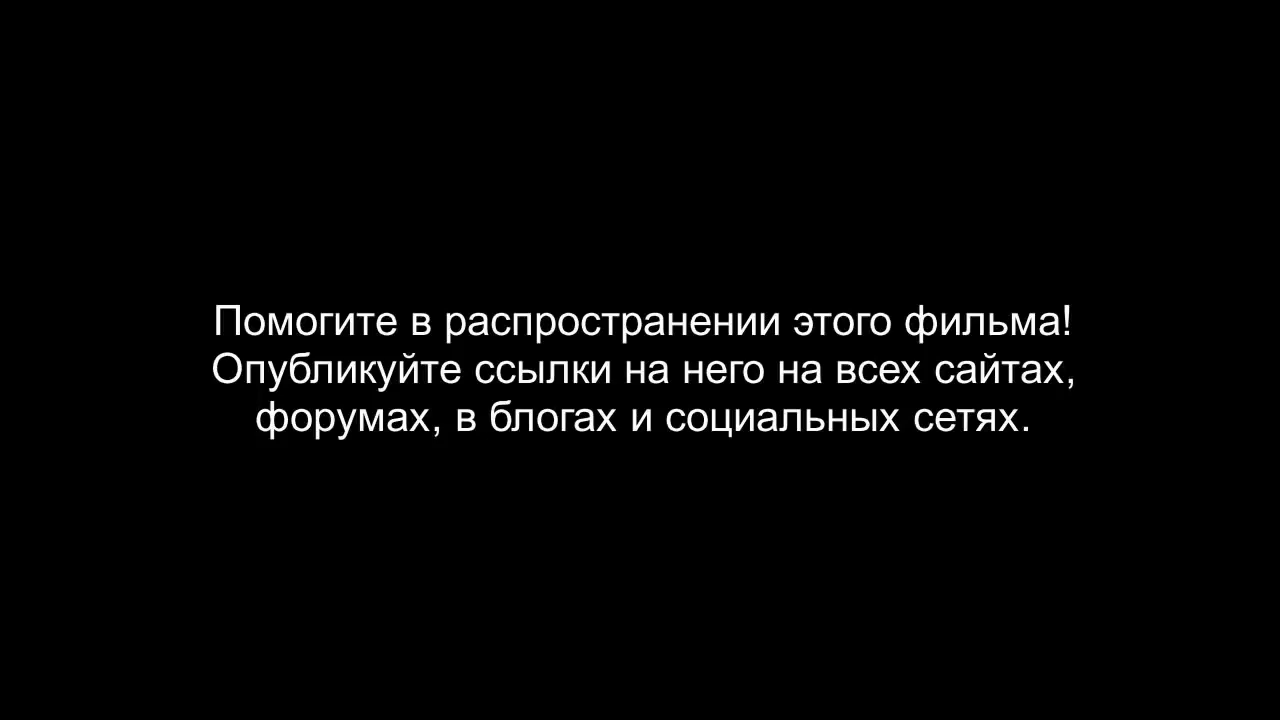 Помогите в распространении этого фильма!
Опубликуйте ссылки на него на всех сайтах,
форумах, в блогах и социальных сетях.